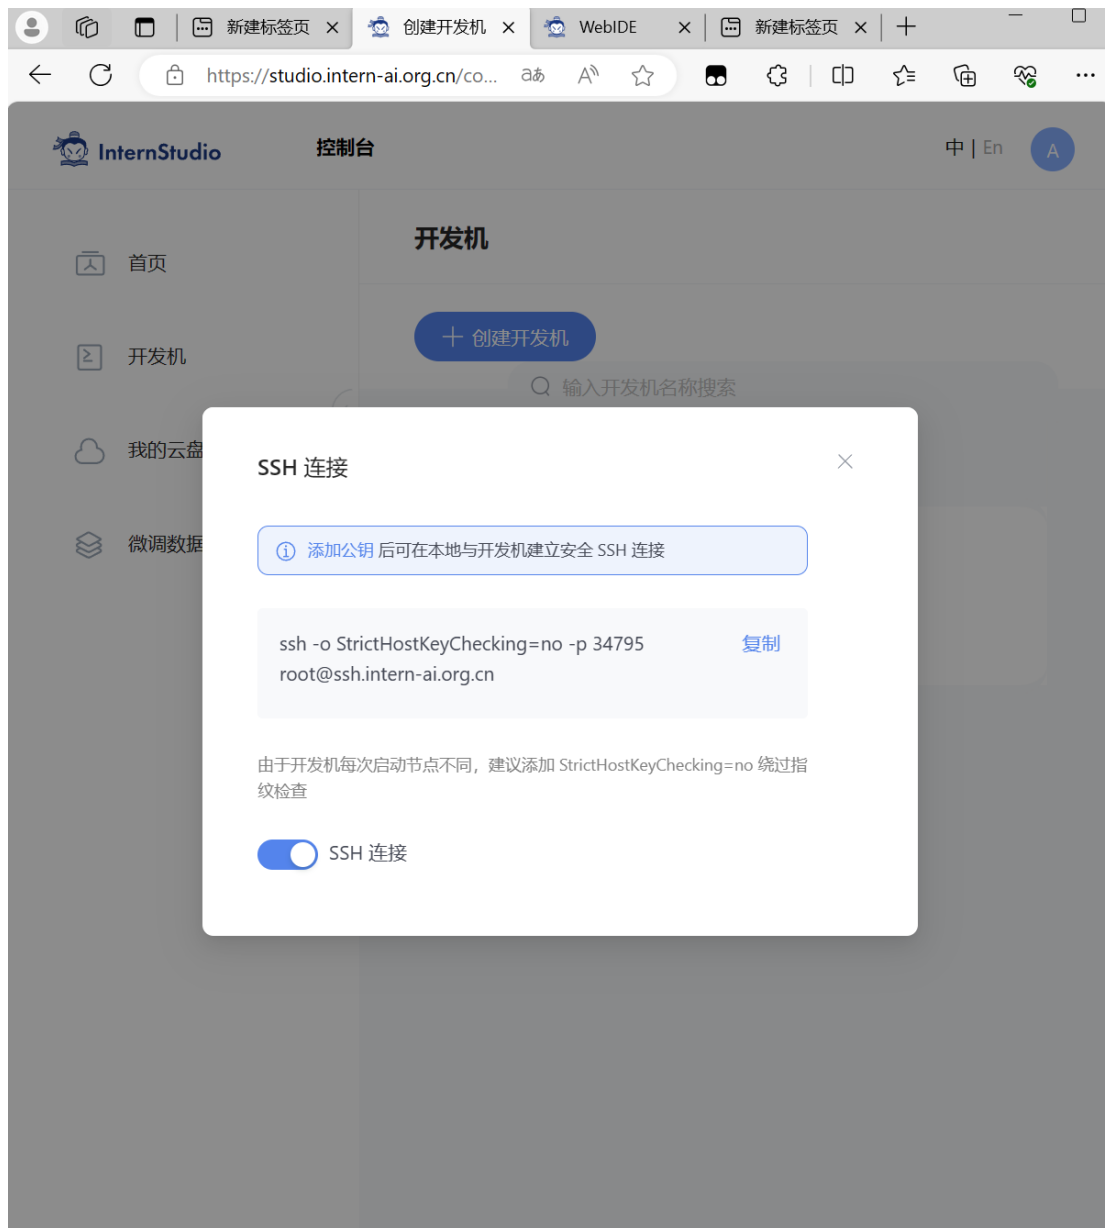 新建标签页
创建开发机
WebIDE
新建标签页
https://studio.intern-ai.org.cn/co...
InternStudio
控制台
中 | En
A
首页
开发机
我的云盘
微调数据
开发机
创建开发机
输入开发机名称搜索
SSH 连接
添加公钥 后可在本地与开发机建立安全 SSH 连接
ssh -o StrictHostKeyChecking=no -p 34795
root@ssh.intern-ai.org.cn
复制
由于开发机每次启动节点不同，建议添加 StrictHostKeyChecking=no 绕过指
纹检查
SSH 连接